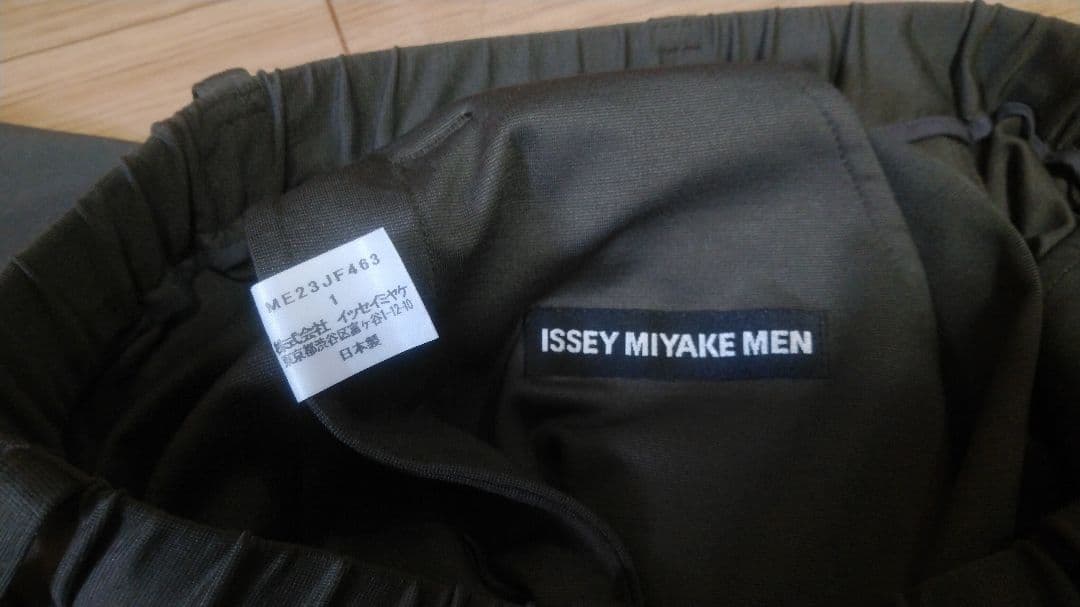 ME23JF463
1
株式会社 イッセイミヤケ
東京都渋谷区富ヶ谷1-12-10
日本製
ISSEY MIYAKE MEN